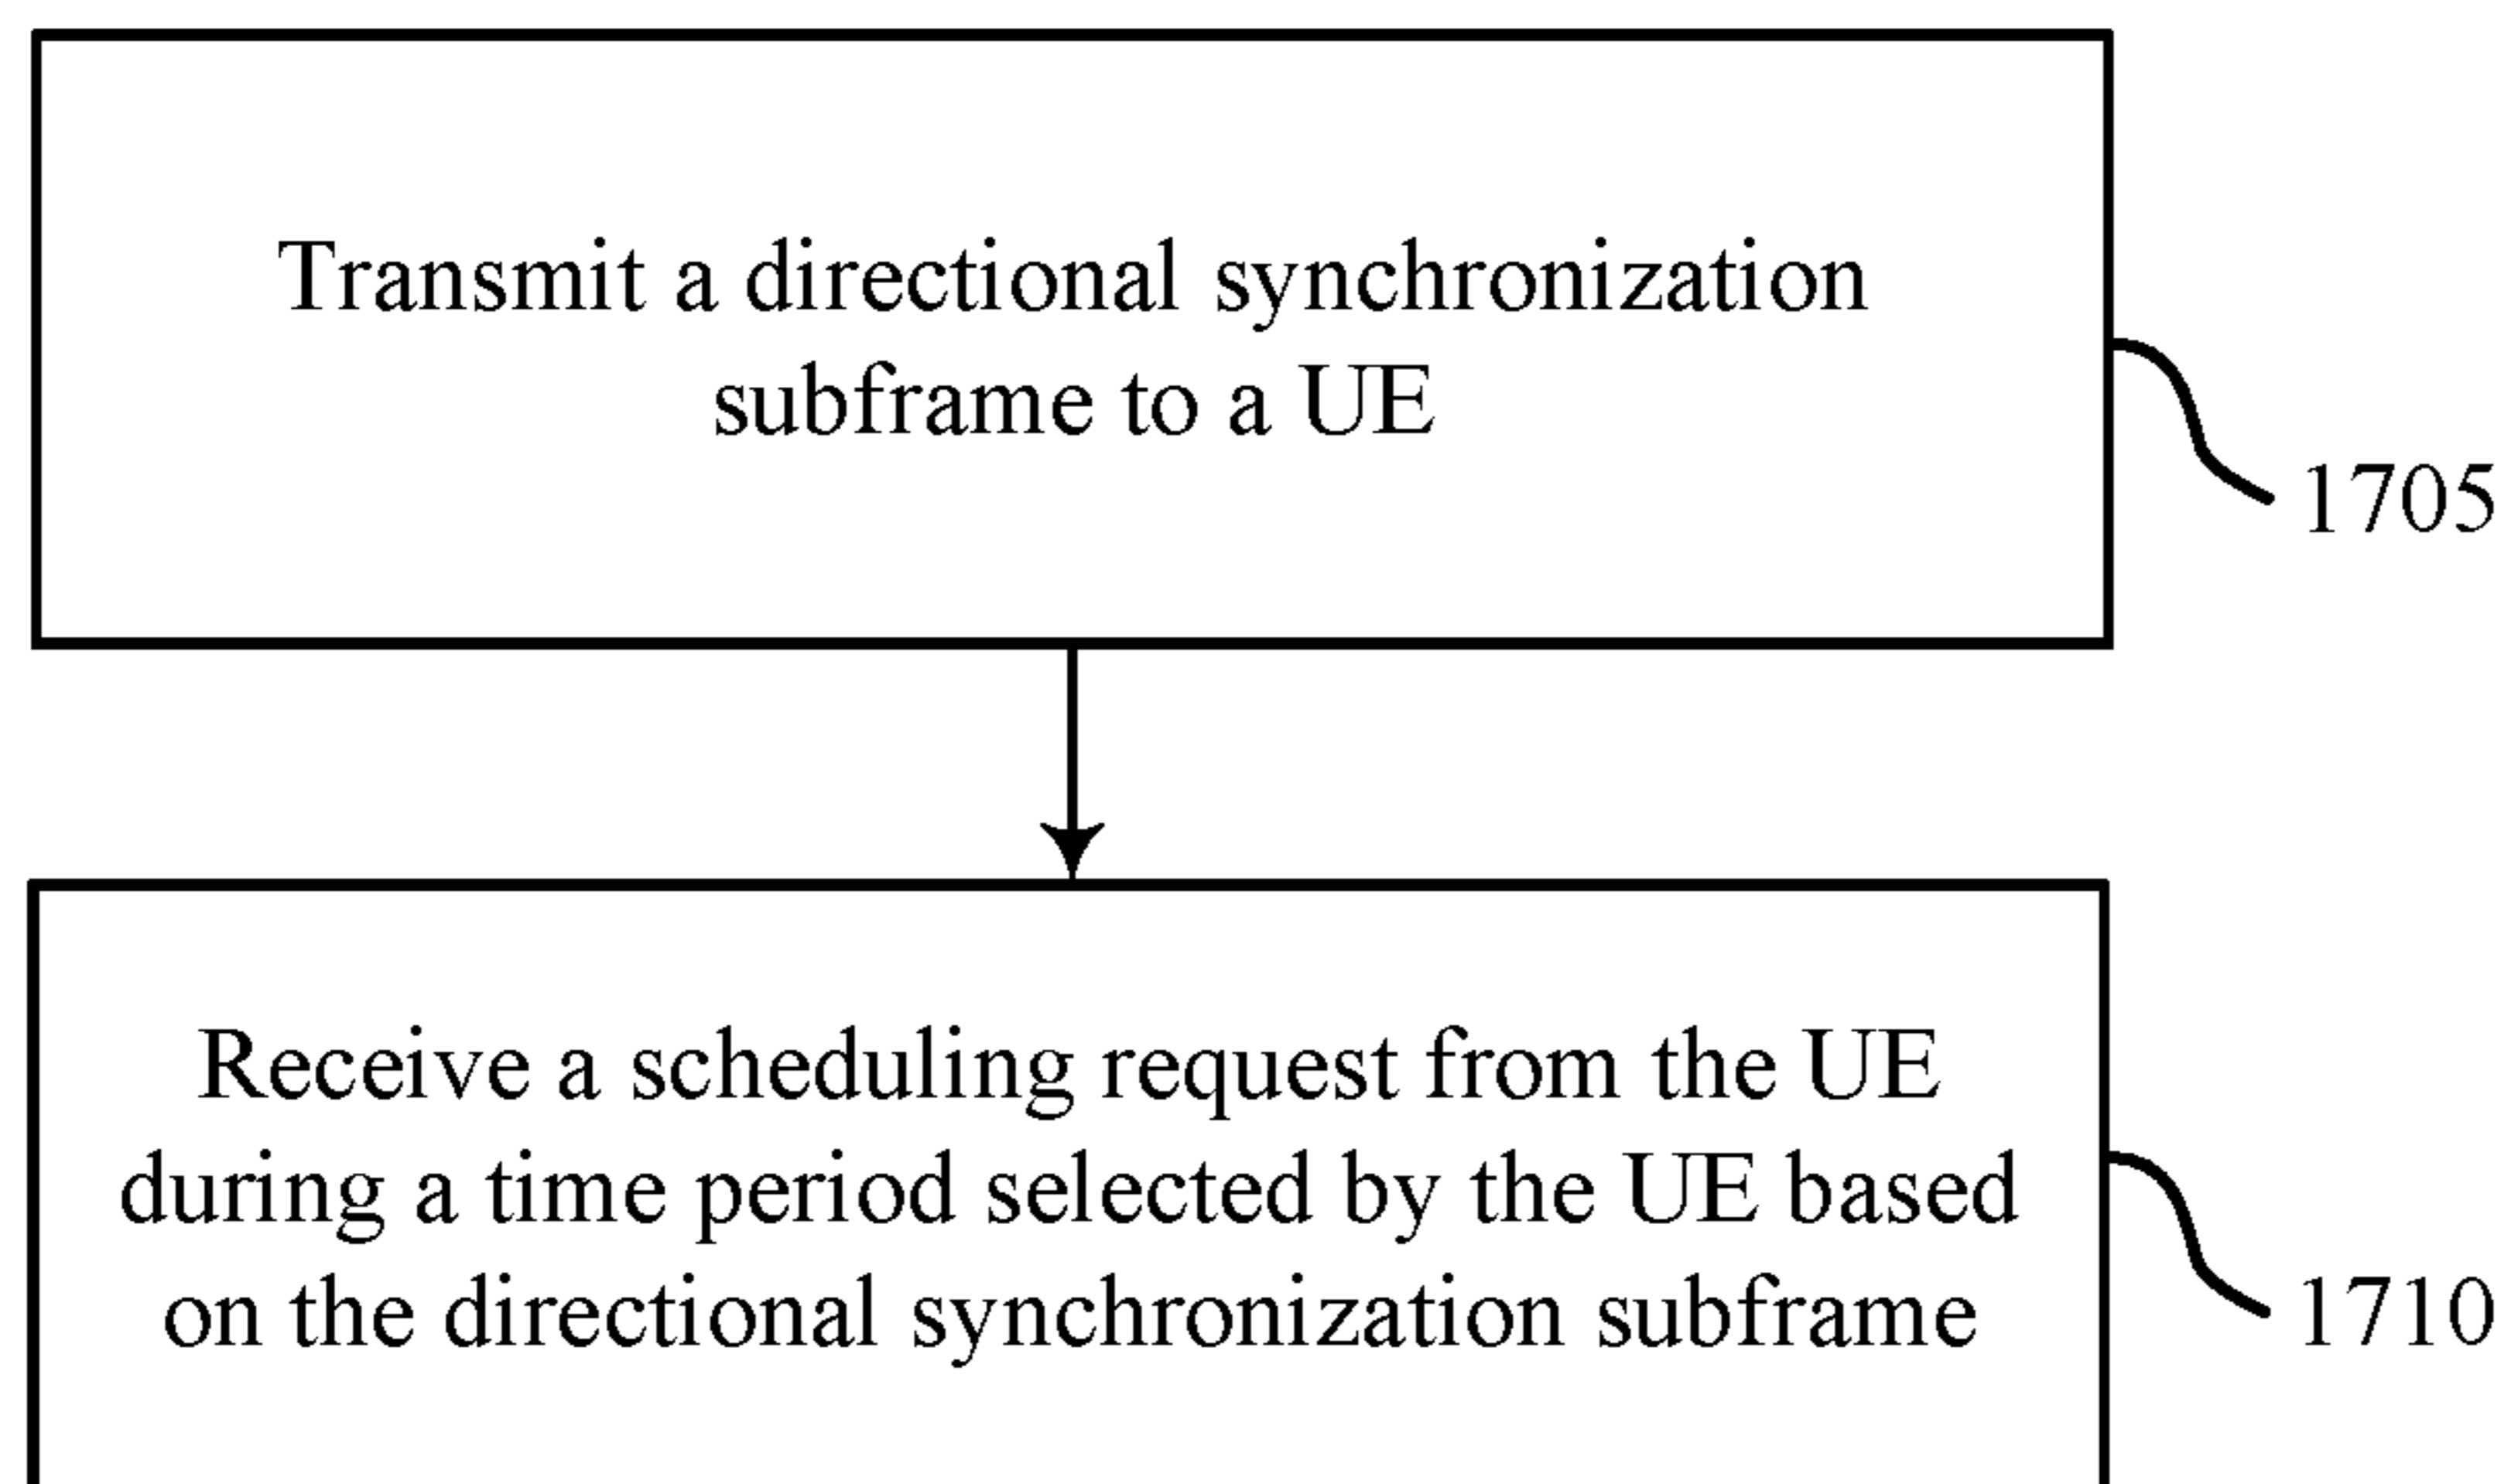 Transmit a directional synchronization
subframe to a UE
1705
Receive a scheduling request from the UE
during a time period selected by the UE based
on the directional synchronization subframe
1710